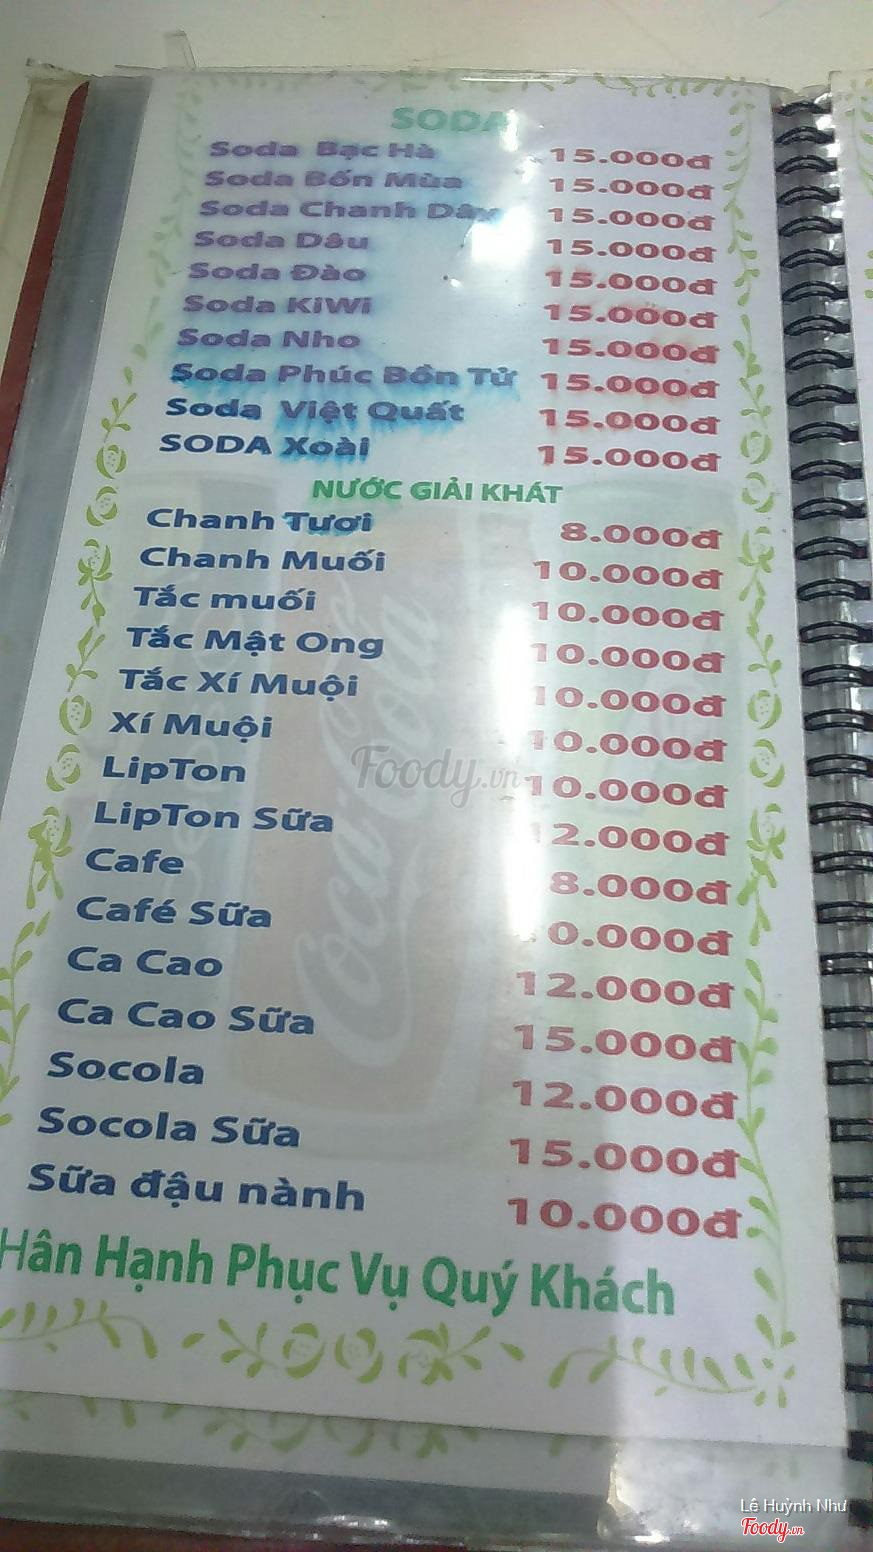 SODA
Soda Bạc Hà 15.000đ
Soda Bốn Mùa 15.000đ
Soda Chanh Dây 15.000đ
Soda Dâu 15.000đ
Soda Đào 15.000đ
Soda KiWi 15.000đ
Soda Nho 15.000đ
Soda Phúc Bồn Tử 15.000đ
Soda Việt Quất 15.000đ
SODA Xoài 15.000đ
NƯỚC GIẢI KHÁT
Chanh Tươi 8.000đ
Chanh Muối 10.000đ
Tắc muối 10.000đ
Tắc Mật Ong 10.000đ
Tắc Xí Muội 10.000đ
Xí Muội 10.000đ
LipTon 10.000đ
LipTon Sữa 12.000đ
Cafe 8.000đ
Café Sữa 10.000đ
Ca Cao 12.000đ
Ca Cao Sữa 15.000đ
Socola 12.000đ
Socola Sữa 15.000đ
Sữa đậu nành 10.000đ
Hân Hạnh Phục Vụ Quý Khách
Coca-Cola
Foody.vn
Lê Huỳnh Như
Foody.vn